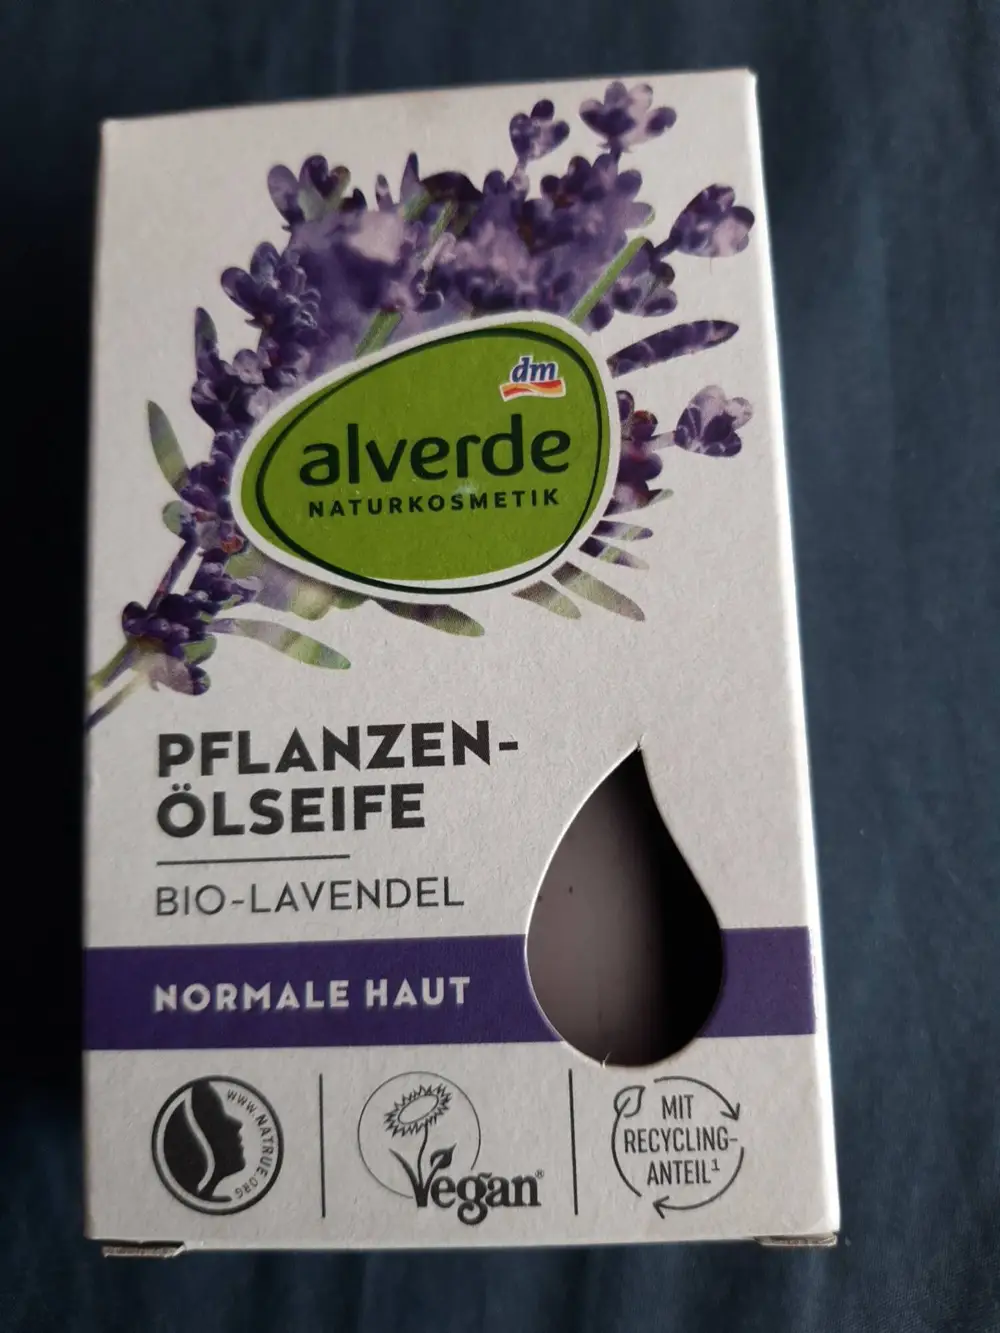 dm
alverde
NATURKOSMETIK
PFLANZEN-
ÖLSEIFE
BIO-LAVENDEL
NORMALE HAUT
WWW.NATRUE.ORG
Vegan®
MIT
RECYCLING-
ANTEIL¹